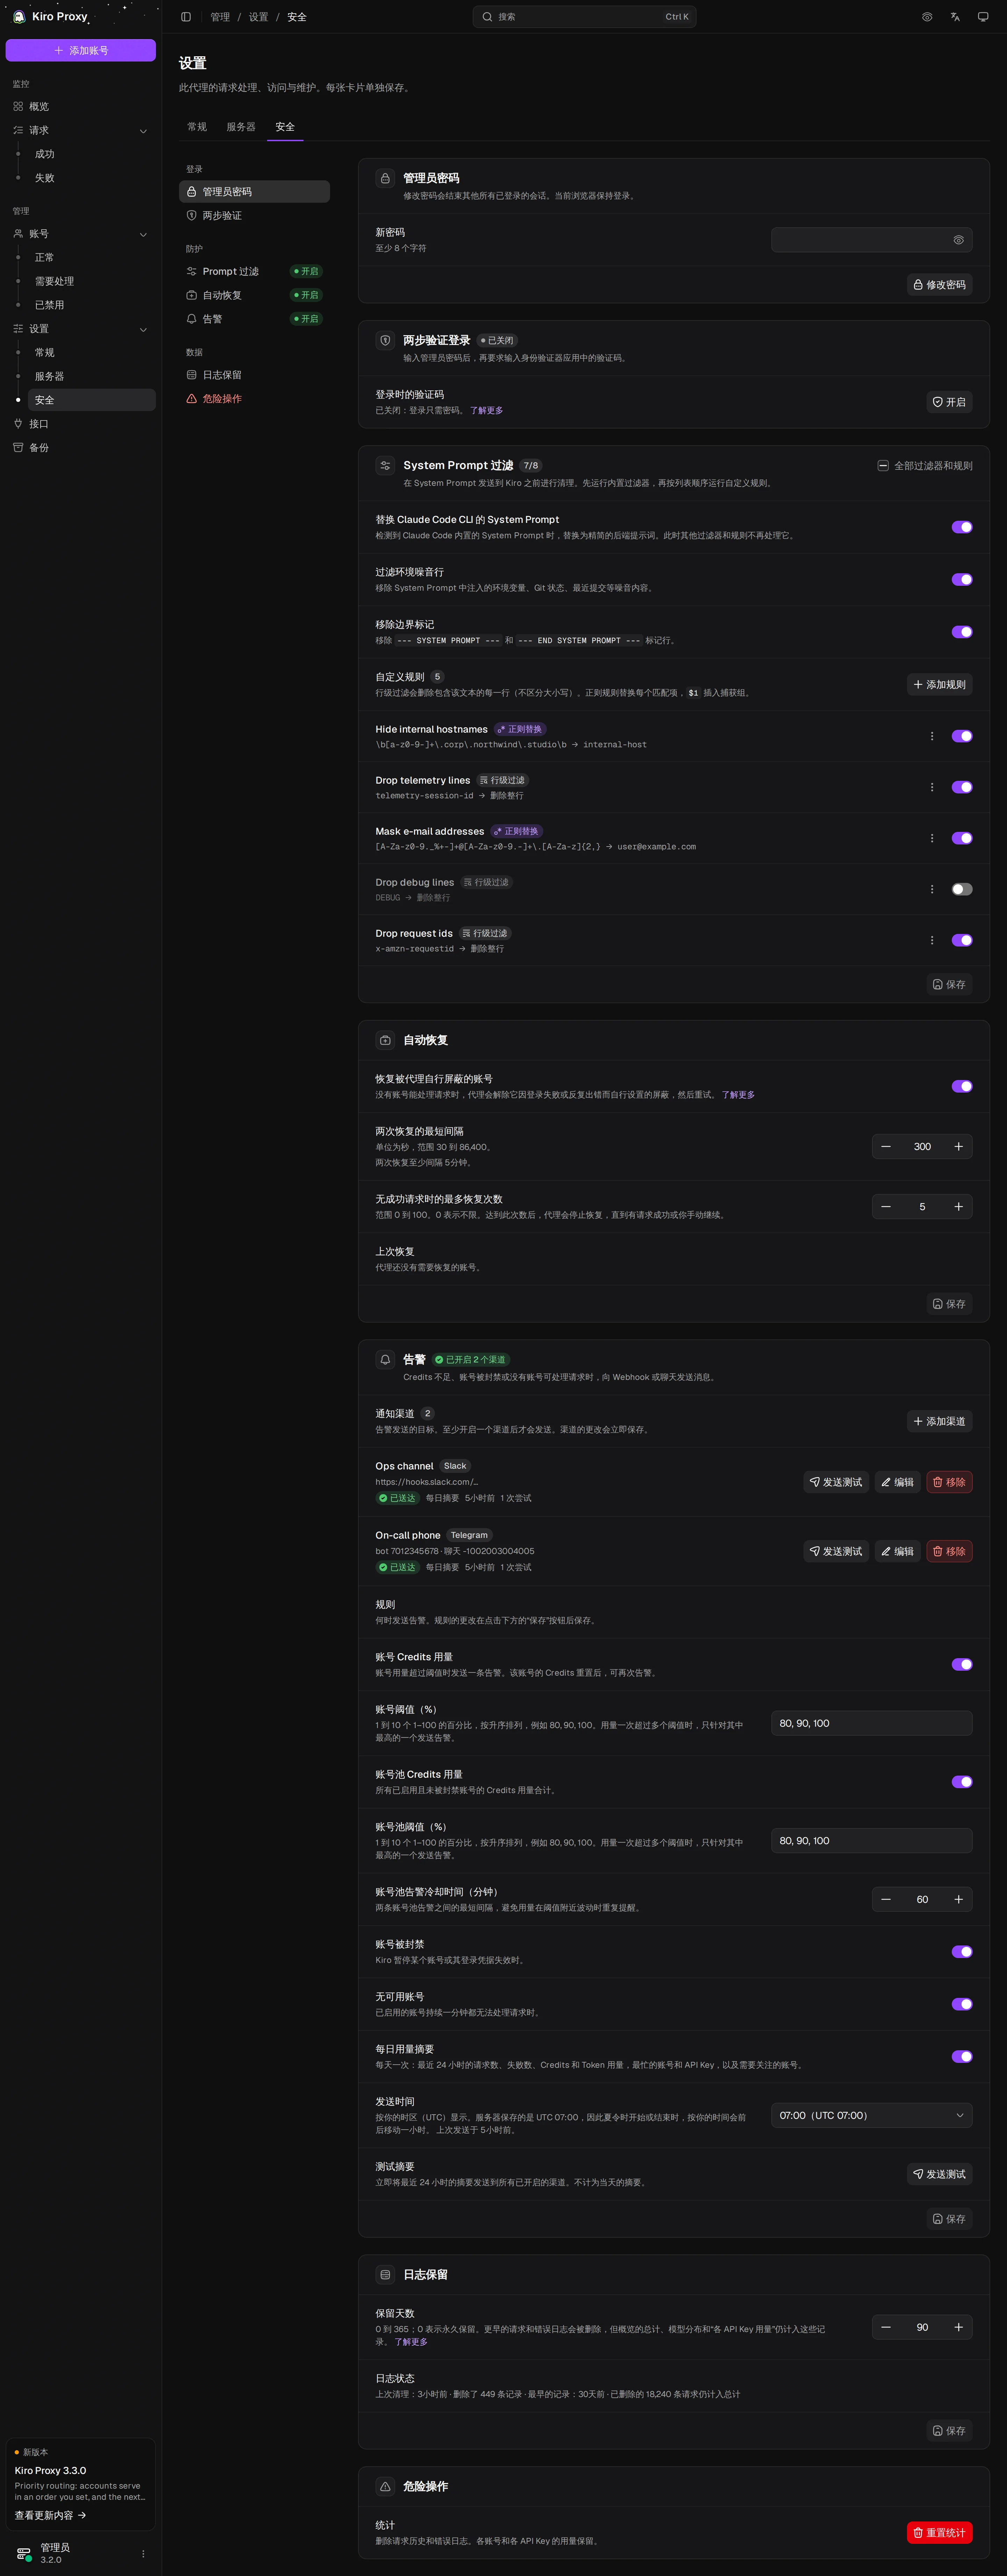 Kiro Proxy
添加账号
监控
概览
请求
成功
失败
管理
账号
正常
需要处理
已禁用
设置
常规
服务器
安全
接口
备份
新版本
Kiro Proxy 3.3.0
Priority routing: accounts serve
in an order you set, and the next...
查看更新内容 →
管理员
3.2.0
管理 / 设置 / 安全
搜索 Ctrl K
设置
此代理的请求处理、访问与维护。每张卡片单独保存。
常规 服务器 安全
登录
管理员密码
两步验证
防护
Prompt 过滤 开启
自动恢复 开启
告警 开启
数据
日志保留
危险操作
管理员密码
修改密码会结束其他所有已登录的会话。当前浏览器保持登录。
新密码
至少 8 个字符
修改密码
两步验证登录 已关闭
输入管理员密码后，再要求输入身份验证器应用中的验证码。
登录时的验证码
已关闭：登录只需密码。 了解更多
开启
System Prompt 过滤 7/8
在 System Prompt 发送到 Kiro 之前进行清理。先运行内置过滤器，再按列表顺序运行自定义规则。
全部过滤器和规则
替换 Claude Code CLI 的 System Prompt
检测到 Claude Code 内置的 System Prompt 时，替换为精简的后端提示词。此时其他过滤器和规则不再处理它。
过滤环境噪音行
移除 System Prompt 中注入的环境变量、Git 状态、最近提交等噪音内容。
移除边界标记
移除 --- SYSTEM PROMPT --- 和 --- END SYSTEM PROMPT --- 标记行。
自定义规则 5
行级过滤会删除包含该文本的每一行（不区分大小写）。正则规则替换每个匹配项， $1 插入捕获组。
添加规则
Hide internal hostnames 正则替换
\b[a-z0-9-]+\.corp\.northwind\.studio\b → internal-host
Drop telemetry lines 行级过滤
telemetry-session-id → 删除整行
Mask e-mail addresses 正则替换
[A-Za-z0-9._%+-]+@[A-Za-z0-9.-]+\.[A-Za-z]{2,} → user@example.com
Drop debug lines 行级过滤
DEBUG → 删除整行
Drop request ids 行级过滤
x-amzn-requestid → 删除整行
保存
自动恢复
恢复被代理自行屏蔽的账号
没有账号能处理请求时，代理会解除它因登录失败或反复出错而自行设置的屏蔽，然后重试。 了解更多
两次恢复的最短间隔
单位为秒，范围 30 到 86,400。
两次恢复至少间隔 5分钟。
300
无成功请求时的最多恢复次数
范围 0 到 100。0 表示不限。达到此次数后，代理会停止恢复，直到有请求成功或你手动继续。
5
上次恢复
代理还没有需要恢复的账号。
保存
告警 已开启 2 个渠道
Credits 不足、账号被封禁或没有账号可处理请求时，向 Webhook 或聊天发送消息。
通知渠道 2
告警发送的目标。至少开启一个渠道后才会发送。渠道的更改会立即保存。
添加渠道
Ops channel Slack
https://hooks.slack.com/...
已送达 每日摘要 5小时前 1 次尝试
发送测试 编辑 移除
On-call phone Telegram
bot 7012345678 · 聊天 -1002003004005
已送达 每日摘要 5小时前 1 次尝试
发送测试 编辑 移除
规则
何时发送告警。规则的更改在点击下方的“保存”按钮后保存。
账号 Credits 用量
账号用量超过阈值时发送一条告警。该账号的 Credits 重置后，可再次告警。
账号阈值（%）
1 到 10 个 1–100 的百分比，按升序排列，例如 80, 90, 100。用量一次超过多个阈值时，只针对其中
最高的一个发送告警。
80, 90, 100
账号池 Credits 用量
所有已启用且未被封禁账号的 Credits 用量合计。
账号池阈值（%）
1 到 10 个 1–100 的百分比，按升序排列，例如 80, 90, 100。用量一次超过多个阈值时，只针对其中
最高的一个发送告警。
80, 90, 100
账号池告警冷却时间（分钟）
两条账号池告警之间的最短间隔，避免用量在阈值附近波动时重复提醒。
60
账号被封禁
Kiro 暂停某个账号或其登录凭据失效时。
无可用账号
已启用的账号持续一分钟都无法处理请求时。
每日用量摘要
每天一次：最近 24 小时的请求数、失败数、Credits 和 Token 用量，最忙的账号和 API Key，以及需要关注的账号。
发送时间
按你的时区（UTC）显示。服务器保存的是 UTC 07:00，因此夏令时开始或结束时，按你的时间会前
后移动一小时。 上次发送于 5小时前。
07:00（UTC 07:00）
测试摘要
立即将最近 24 小时的摘要发送到所有已开启的渠道。不计为当天的摘要。
发送测试
保存
日志保留
保留天数
0 到 365；0 表示永久保留。更早的请求和错误日志会被删除，但概览的总计、模型分布和“各 API Key 用量”仍计入这些记
录。 了解更多
90
日志状态
上次清理：3小时前 · 删除了 449 条记录 · 最早的记录：30天前 · 已删除的 18,240 条请求仍计入总计
保存
危险操作
统计
删除请求历史和错误日志。各账号和各 API Key 的用量保留。
重置统计